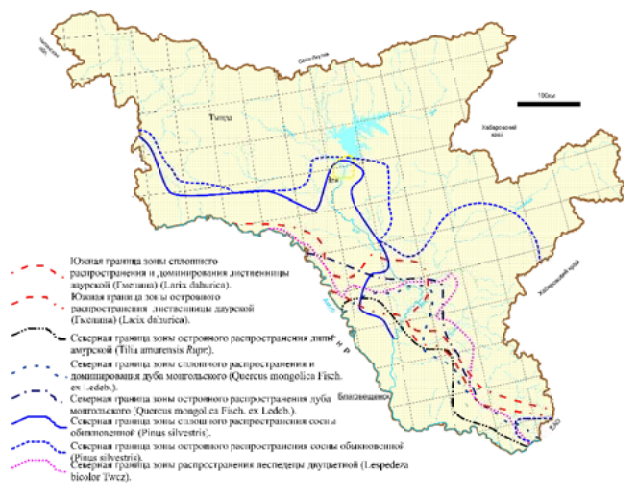 100км
Хабаровский
край
Тында
Зея
Хабаровский край
К Н Р
Благовещенск
ЕАО
Южная граница зоны сплошного
распространения и доминирования лиственницы
даурской (Гмелина) (Larix dahurica).
Южная граница зоны островного
распространения лиственницы даурской
(Гмелина) (Larix dahurica).
Северная граница зоны островного распространения липы
амурской (Tilia amurensis Rupr.).
Северная граница зоны сплошного распространения и
доминирования дуба монгольского (Quercus mongolica Fisch.
ex Ledeb.).
Северная граница зоны островного распространения дуба
монгольского (Quercus mongolica Fisch. ex Ledeb.).
Северная граница зоны сплошного распространения сосны
обыкновенной (Pinus silvestris).
Северная граница зоны островного распространения сосны обыкновенной
(Pinus silvestris).
Северная граница зоны распространения леспедецы двуцветной (Lespedeza
bicolor Turcz).